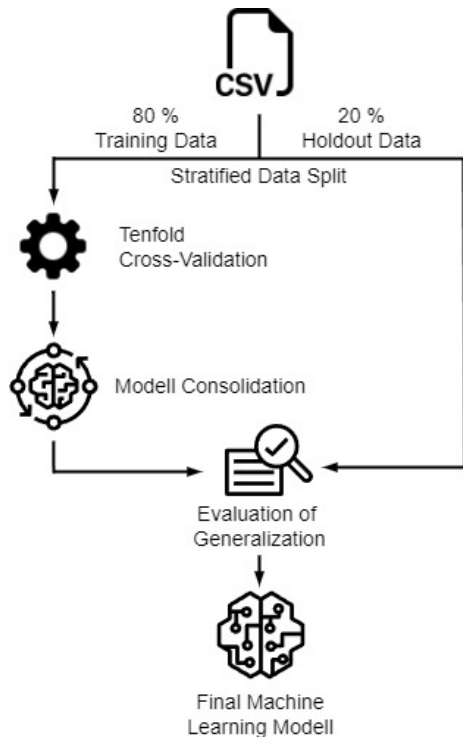 CSV
80 %
Training Data
20 %
Holdout Data
Stratified Data Split
Tenfold
Cross-Validation
Modell Consolidation
Evaluation of
Generalization
Final Machine
Learning Modell